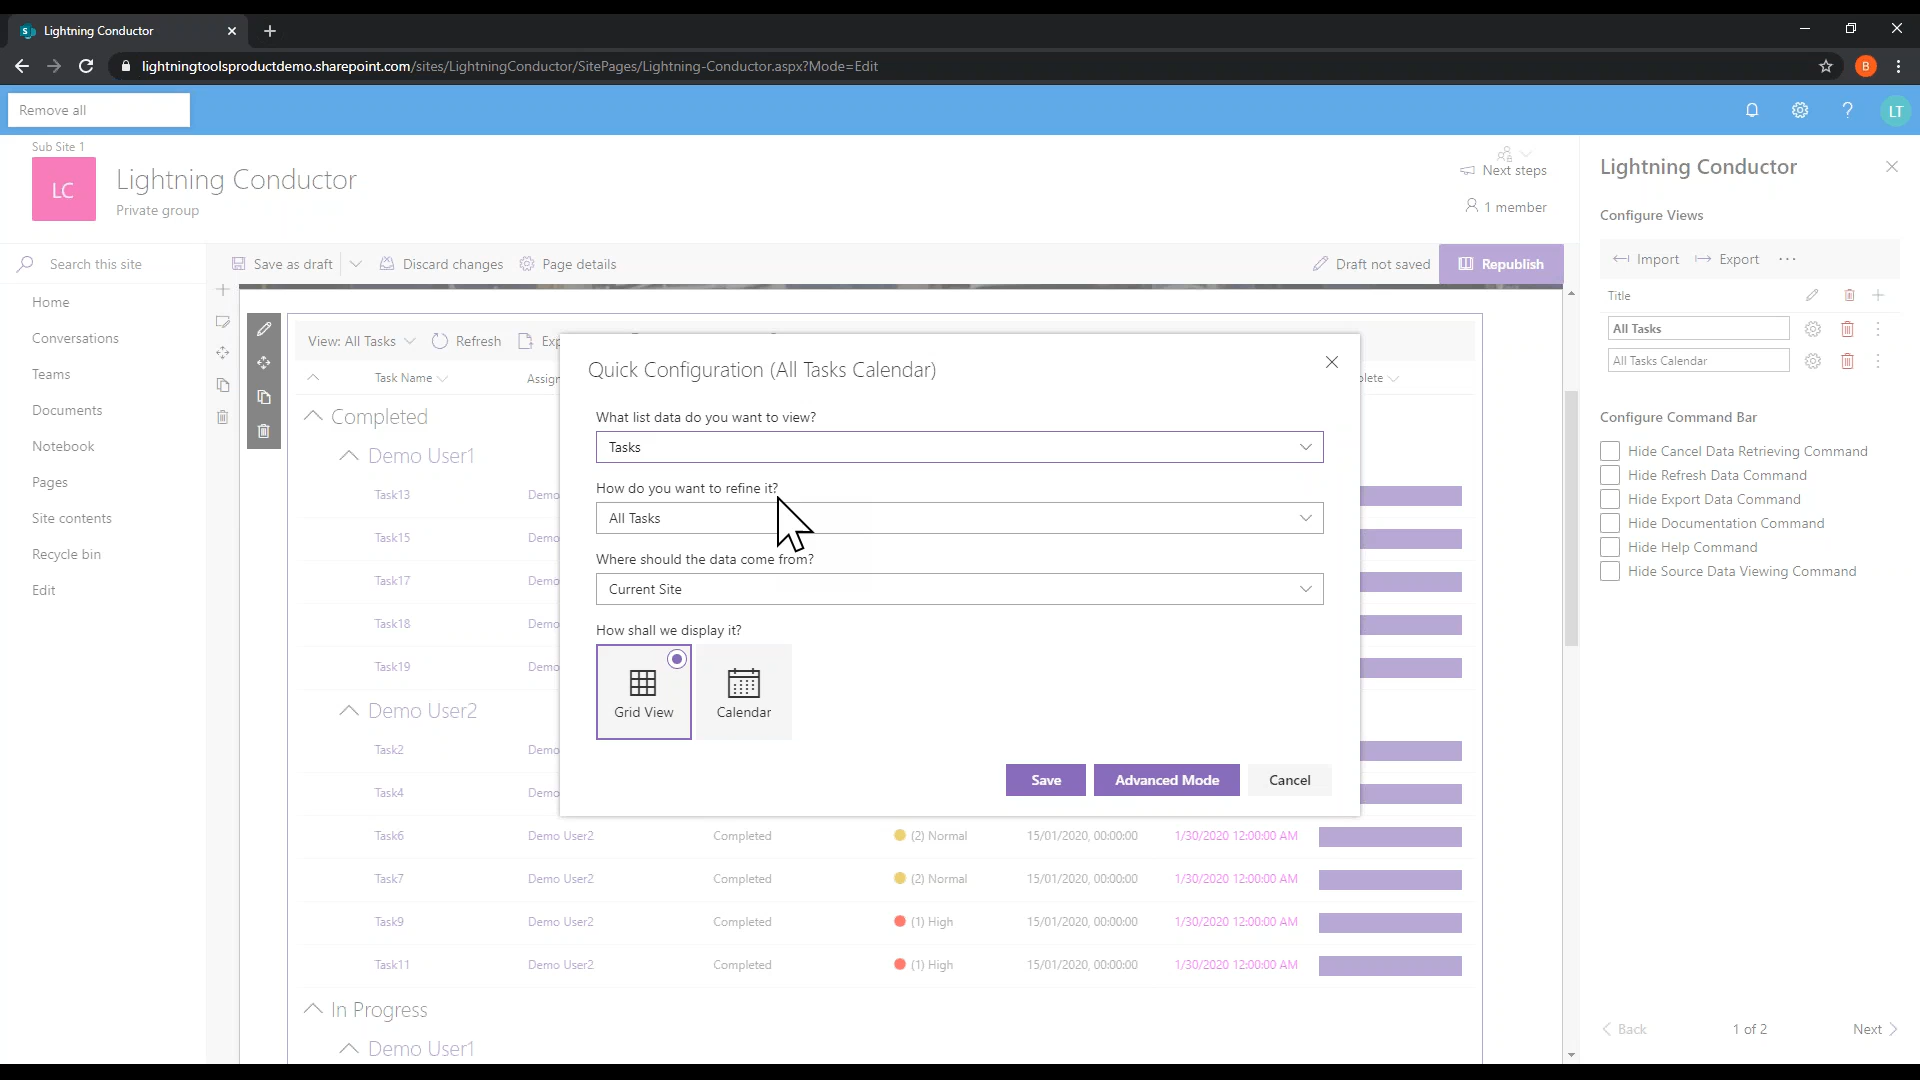 Lightning Conductor
lightningtoolsproductdemo.sharepoint.com/sites/LightningConductor/SitePages/Lightning-Conductor.aspx?Mode=Edit
B
Remove all
LT
Sub Site 1
LC
Lightning Conductor
Private group
Next steps
1 member
Search this site
Home
Conversations
Teams
Documents
Notebook
Pages
Site contents
Recycle bin
Edit
Save as draft
Discard changes
Page details
Draft not saved
Republish
View: All Tasks
Refresh
Exp
Task Name
Assign
plete
Completed
Demo User1
Task13 Demo
Task15 Demo
Task17 Demo
Task18 Demo
Task19 Demo
Demo User2
Task2 Demo
Task4 Demo
Task6 Demo User2 Completed (2) Normal 15/01/2020, 00:00:00 1/30/2020 12:00:00 AM
Task7 Demo User2 Completed (2) Normal 15/01/2020, 00:00:00 1/30/2020 12:00:00 AM
Task9 Demo User2 Completed (1) High 15/01/2020, 00:00:00 1/30/2020 12:00:00 AM
Task11 Demo User2 Completed (1) High 15/01/2020, 00:00:00 1/30/2020 12:00:00 AM
In Progress
Demo User1
Quick Configuration (All Tasks Calendar)
What list data do you want to view?
Tasks
How do you want to refine it?
All Tasks
Where should the data come from?
Current Site
How shall we display it?
Grid View
Calendar
Save
Advanced Mode
Cancel
Lightning Conductor
Configure Views
Import
Export
Title
All Tasks
All Tasks Calendar
Configure Command Bar
Hide Cancel Data Retrieving Command
Hide Refresh Data Command
Hide Export Data Command
Hide Documentation Command
Hide Help Command
Hide Source Data Viewing Command
Back
1 of 2
Next